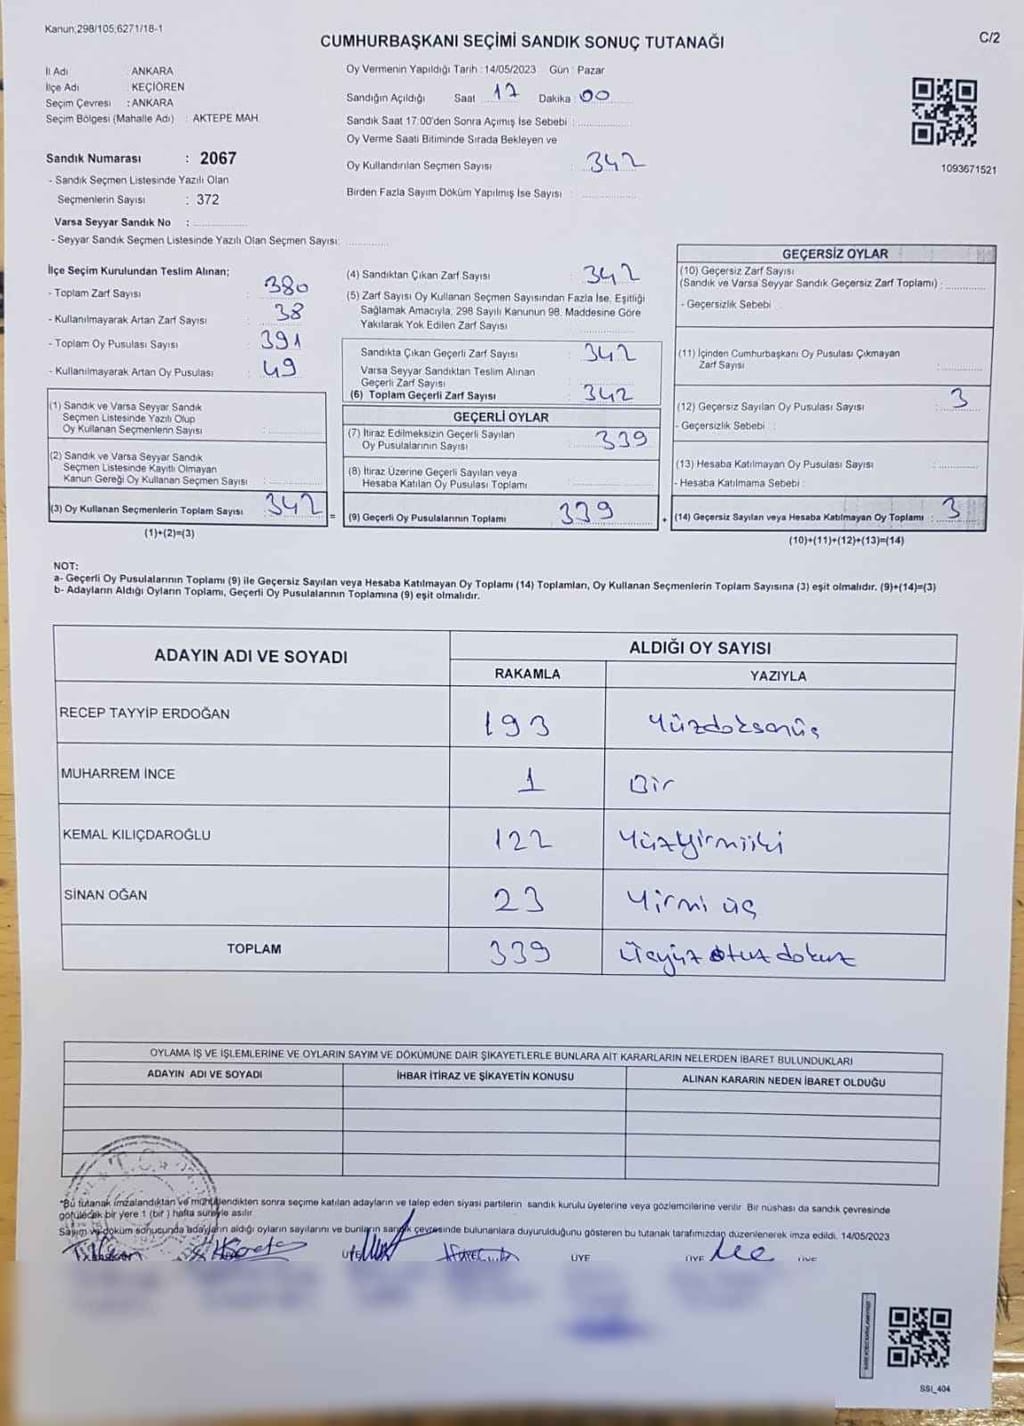 Kanun;298/105;6271/18-1
C/2
CUMHURBAŞKANI SEÇİMİ SANDIK SONUÇ TUTANAĞI
İl Adı ANKARA
İlçe Adı : KEÇİÖREN
Seçim Çevresi : ANKARA
Seçim Bölgesi (Mahalle Adı) : AKTEPE MAH.
Sandık Numarası : 2067
- Sandık Seçmen Listesinde Yazılı Olan
Seçmenlerin Sayısı : 372
Varsa Seyyar Sandık No :
- Seyyar Sandık Seçmen Listesinde Yazılı Olan Seçmen Sayısı:
Oy Vermenin Yapıldığı Tarih : 14/05/2023 Gün : Pazar
Sandığın Açıldığı Saat 17 Dakika : 00
Sandık Saat 17:00'den Sonra Açımış İse Sebebi :
Oy Verme Saati Bitiminde Sırada Bekleyen ve
Oy Kullandırılan Seçmen Sayısı : 342
Birden Fazla Sayım Döküm Yapılmış İse Sayısı :
1093671521
İlçe Seçim Kurulundan Teslim Alınan;
- Toplam Zarf Sayısı : 380
- Kullanılmayarak Artan Zarf Sayısı : 38
- Toplam Oy Pusulası Sayısı : 391
- Kullanılmayarak Artan Oy Pusulası : 49
(1) Sandık ve Varsa Seyyar Sandık
Seçmen Listesinde Yazılı Olup
Oy Kullanan Seçmenlerin Sayısı :
(2) Sandık ve Varsa Seyyar Sandık
Seçmen Listesinde Kayıtlı Olmayan
Kanun Gereği Oy Kullanan Seçmen Sayısı :
(3) Oy Kullanan Seçmenlerin Toplam Sayısı 342
(1)+(2)=(3)
(4) Sandıktan Çıkan Zarf Sayısı : 342
(5) Zarf Sayısı Oy Kullanan Seçmen Sayısından Fazla İse, Eşitliği
Sağlamak Amacıyla, 298 Sayılı Kanunun 98. Maddesine Göre
Yakılarak Yok Edilen Zarf Sayısı :
Sandıkta Çıkan Geçerli Zarf Sayısı : 342
Varsa Seyyar Sandıktan Teslim Alınan
Geçerli Zarf Sayısı :
(6) Toplam Geçerli Zarf Sayısı : 342
GEÇERLİ OYLAR
(7) İtiraz Edilmeksizin Geçerli Sayılan
Oy Pusulalarının Sayısı : 339
(8) İtiraz Üzerine Geçerli Sayılan veya
Hesaba Katılan Oy Pusulası Toplamı :
= (9) Geçerli Oy Pusulalarının Toplamı : 339
GEÇERSİZ OYLAR
(10) Geçersiz Zarf Sayısı
(Sandık ve Varsa Seyyar Sandık Geçersiz Zarf Toplamı) :
- Geçersizlik Sebebi :
(11) İçinden Cumhurbaşkanı Oy Pusulası Çıkmayan
Zarf Sayısı :
(12) Geçersiz Sayılan Oy Pusulası Sayısı : 3
- Geçersizlik Sebebi :
(13) Hesaba Katılmayan Oy Pusulası Sayısı :
- Hesaba Katılmama Sebebi :
+ (14) Geçersiz Sayılan veya Hesaba Katılmayan Oy Toplamı : 3
(10)+(11)+(12)+(13)=(14)
NOT:
a- Geçerli Oy Pusulalarının Toplamı (9) ile Geçersiz Sayılan veya Hesaba Katılmayan Oy Toplamı (14) Toplamları, Oy Kullanan Seçmenlerin Toplam Sayısına (3) eşit olmalıdır. (9)+(14)=(3)
b- Adayların Aldığı Oyların Toplamı, Geçerli Oy Pusulalarının Toplamına (9) eşit olmalıdır.
ADAYIN ADI VE SOYADI ALDIĞI OY SAYISI
RAKAMLA YAZIYLA
RECEP TAYYİP ERDOĞAN 193 Yüzdoksanüç
MUHARREM İNCE 1 Bir
KEMAL KILIÇDAROĞLU 122 Yüzyirmiiki
SİNAN OĞAN 23 Yirmi üç
TOPLAM 339 Üçyüz otuz dokuz
OYLAMA İŞ VE İŞLEMLERİNE VE OYLARIN SAYIM VE DÖKÜMÜNE DAİR ŞİKAYETLERLE BUNLARA AİT KARARLARIN NELERDEN İBARET BULUNDUKLARI
ADAYIN ADI VE SOYADI İHBAR İTİRAZ VE ŞİKAYETİN KONUSU ALINAN KARARIN NEDEN İBARET OLDUĞU
T.C.
*Bu tutanak imzalandıktan ve mühürlendikten sonra seçime katılan adayların ve talep eden siyasi partilerin sandık kurulu üyelerine veya gözlemcilerine verilir. Bir nüshası da sandık çevresinde
görülecek bir yere 1 (bir) hafta süreyle asılır
Sayım ve döküm sonucunda adayların aldığı oyların sayılarını ve bunların sandık çevresinde bulunanlara duyurulduğunu gösteren bu tutanak tarafımızdan düzenlenerek imza edildi. 14/05/2023
ÜYE ÜYE ÜYE ÜYE
SSI_404